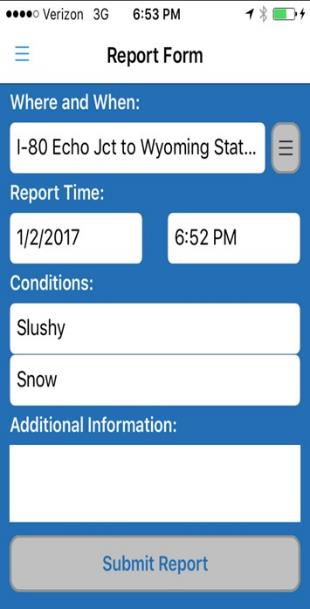 Verizon 3G 6:53 PM
Report Form
Where and When:
I-80 Echo Jct to Wyoming Stat...
Report Time:
1/2/2017 6:52 PM
Conditions:
Slushy
Snow
Additional Information:
Submit Report